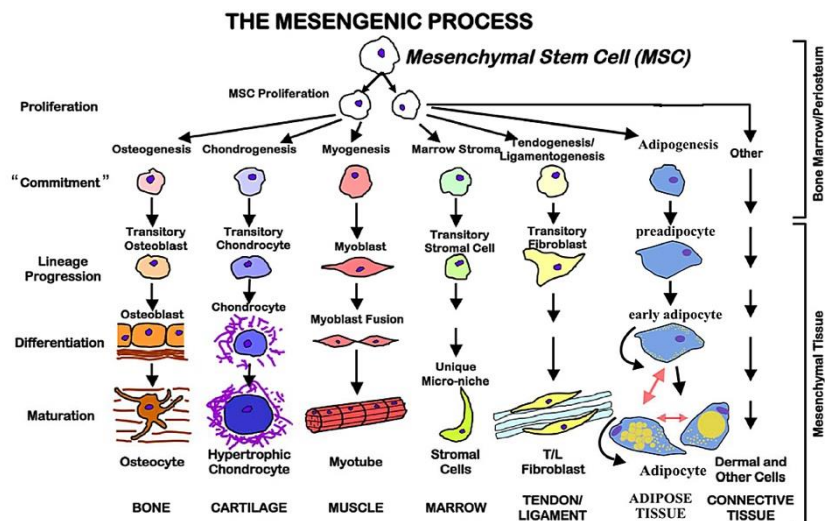 THE MESENGENIC PROCESS
Mesenchymal Stem Cell (MSC)
Proliferation
MSC Proliferation
Bone Marrow/Periosteum
Osteogenesis
Chondrogenesis
Myogenesis
Marrow Stroma
Tendogenesis/
Ligamentogenesis
Adipogenesis
Other
"Commitment"
Transitory
Osteoblast
Transitory
Chondrocyte
Myoblast
Transitory
Stromal Cell
Transitory
Fibroblast
preadipocyte
Lineage
Progression
Osteoblast
Chondrocyte
Myoblast Fusion
early adipocyte
Differentiation
Unique
Micro-niche
Mesenchymal Tissue
Maturation
Osteocyte
Hypertrophic
Chondrocyte
Myotube
Stromal
Cells
T/L
Fibroblast
Adipocyte
Dermal and
Other Cells
BONE
CARTILAGE
MUSCLE
MARROW
TENDON/
LIGAMENT
ADIPOSE
TISSUE
CONNECTIVE
TISSUE